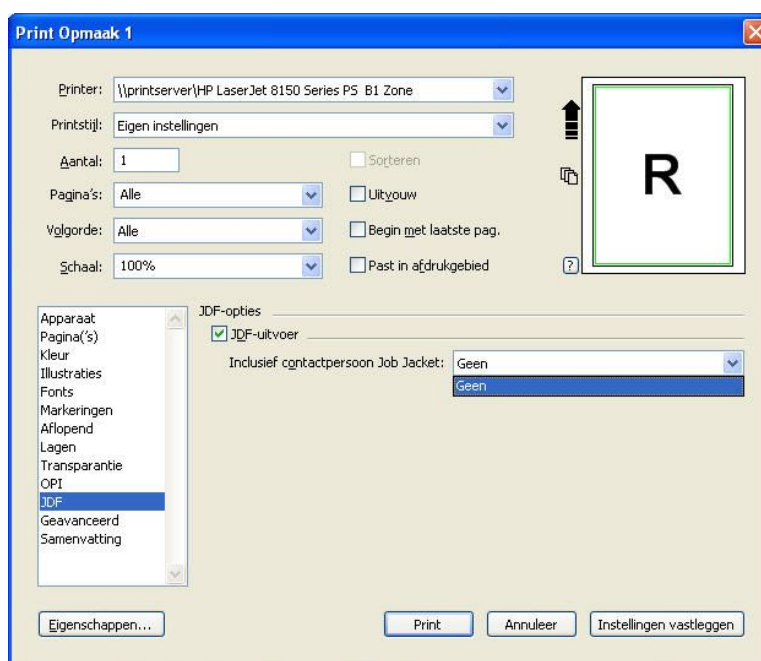 Print Opmaak 1
Printer: \\printserver\HP LaserJet 8150 Series PS B1 Zone
Printstijl: Eigen instellingen
Aantal: 1 Sorteren
Pagina's: Alle Uitvouw
Volgorde: Alle Begin met laatste pag.
Schaal: 100% Past in afdrukgebied ?
R
JDF-opties
JDF-uitvoer
Inclusief contactpersoon Job Jacket: Geen
Geen
Apparaat
Pagina('s)
Kleur
Illustraties
Fonts
Markeringen
Aflopend
Lagen
Transparantie
OPI
JDF
Geavanceerd
Samenvatting
Eigenschappen... Print Annuleer Instellingen vastleggen